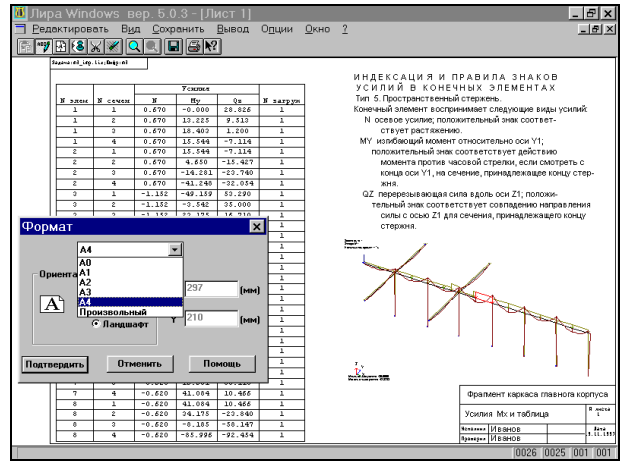 Лира Windows вер. 5.0.3 - [Лист 1]
Редактировать Вид Сохранить Вывод Опции Окно ?
Усилия
N элем N сечен N My Qz N загруж
1 1 0.670 -0.000 28.826 1
1 2 0.670 13.225 9.513 1
1 3 0.670 18.403 1.200 1
1 4 0.670 15.544 -7.114 1
2 1 0.670 15.544 -7.114 1
2 2 0.670 4.650 -15.427 1
2 3 0.670 -14.281 -23.740 1
2 4 0.670 -41.248 -32.054 1
3 1 -1.152 -49.159 53.290 1
3 2 -1.152 -3.542 35.000 1
7 4 -0.620 41.084 10.466 1
8 1 -0.620 41.084 10.466 1
8 2 -0.620 34.175 -23.840 1
8 3 -0.620 -8.185 -58.147 1
8 4 -0.620 -85.996 -92.454 1
ИНДЕКСАЦИЯ И ПРАВИЛА ЗНАКОВ
УСИЛИЙ В КОНЕЧНЫХ ЭЛЕМЕНТАХ
Тип 5. Пространственный стержень.
Конечный элемент воспринимает следующие виды усилий:
N осевое усилие; положительный знак соответ-
ствует растяжению.
MY изгибающий момент относительно оси Y1;
положительный знак соответствует действию
момента против часовой стрелки, если смотреть с
конца оси Y1, на сечение, принадлежащее концу стер-
жня.
QZ перерезывающая сила вдоль оси Z1; положи-
тельный знак соответствует совпадению направления
силы с осью Z1 для сечения, принадлежащего концу
стержня.
Формат
A4
A0
A1
A2
A3
A4
Произвольный
Ориента
A
Ландшафт
297 (мм)
Y 210 (мм)
Подтвердить Отменить Помощь
Фрагмент каркаса главного корпуса
Усилия Mx и таблица
N листа
1
Исполнил Иванов
Проверил Иванов
Дата
0026 0025 001 001